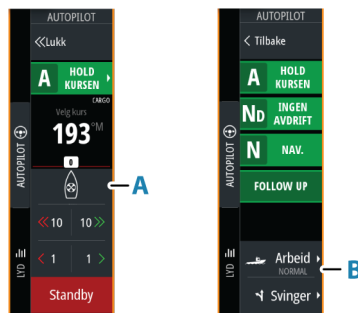 AUTOPILOT
«Lukk
A HOLD KURSEN
CARGO
Velg kurs
193°M
0
A
«10 10»
<1 1>
Standby
AUTOPILOT
LYD
AUTOPILOT
< Tilbake
A HOLD KURSEN
ND INGEN AVDRIFT
N NAV.
FOLLOW UP
Arbeid
NORMAL
B
Svinger
AUTOPILOT
LYD